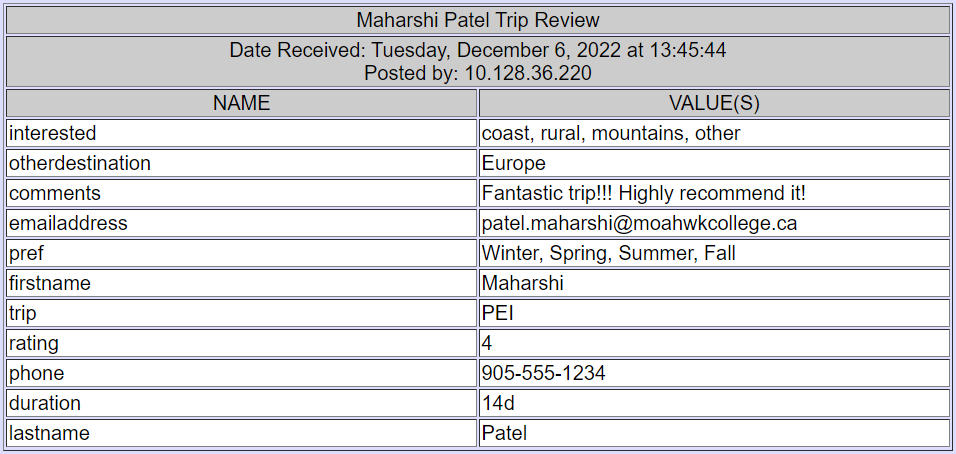 Maharshi Patel Trip Review
Date Received: Tuesday, December 6, 2022 at 13:45:44
Posted by: 10.128.36.220
NAME VALUE(S)
interested coast, rural, mountains, other
otherdestination Europe
comments Fantastic trip!!! Highly recommend it!
emailaddress patel.maharshi@moahwkcollege.ca
pref Winter, Spring, Summer, Fall
firstname Maharshi
trip PEI
rating 4
phone 905-555-1234
duration 14d
lastname Patel